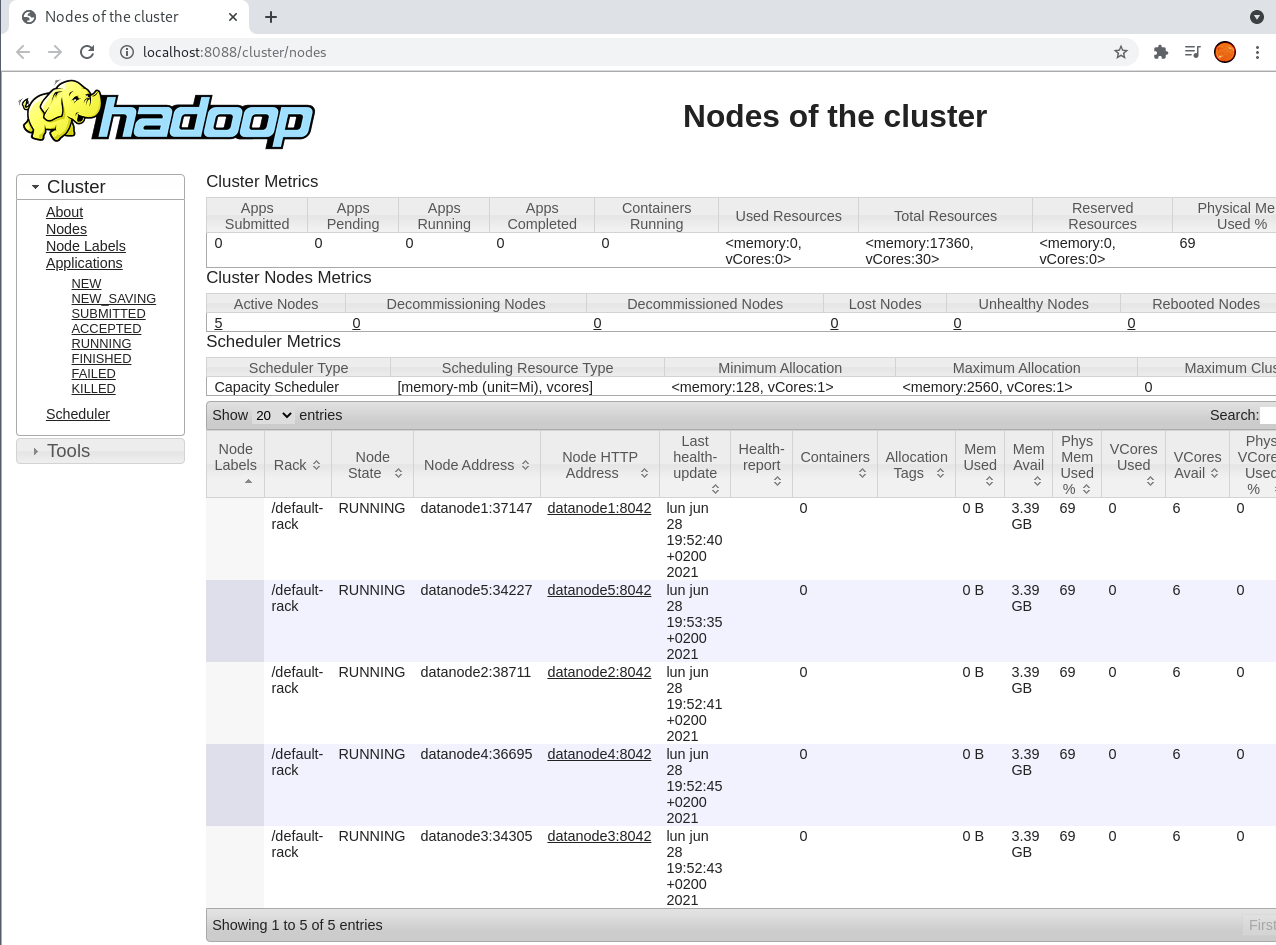 Nodes of the cluster
localhost:8088/cluster/nodes
hadoop
Nodes of the cluster
Cluster
About
Nodes
Node Labels
Applications
NEW
NEW_SAVING
SUBMITTED
ACCEPTED
RUNNING
FINISHED
FAILED
KILLED
Scheduler
Tools
Cluster Metrics
Apps Submitted Apps Pending Apps Running Apps Completed Containers Running Used Resources Total Resources Reserved Resources Physical Me Used %
0 0 0 0 0 <memory:0, vCores:0> <memory:17360, vCores:30> <memory:0, vCores:0> 69
Cluster Nodes Metrics
Active Nodes Decommissioning Nodes Decommissioned Nodes Lost Nodes Unhealthy Nodes Rebooted Nodes
5 0 0 0 0 0
Scheduler Metrics
Scheduler Type Scheduling Resource Type Minimum Allocation Maximum Allocation Maximum Clus
Capacity Scheduler [memory-mb (unit=Mi), vcores] <memory:128, vCores:1> <memory:2560, vCores:1> 0
Show 20 entries Search:
Node Labels Rack Node State Node Address Node HTTP Address Last health-update Health-report Containers Allocation Tags Mem Used Mem Avail Phys Mem Used % VCores Used VCores Avail Phys VCores Used %
/default-rack RUNNING datanode1:37147 datanode1:8042 lun jun 28 19:52:40 +0200 2021 0 0 B 3.39 GB 69 0 6 0
/default-rack RUNNING datanode5:34227 datanode5:8042 lun jun 28 19:53:35 +0200 2021 0 0 B 3.39 GB 69 0 6 0
/default-rack RUNNING datanode2:38711 datanode2:8042 lun jun 28 19:52:41 +0200 2021 0 0 B 3.39 GB 69 0 6 0
/default-rack RUNNING datanode4:36695 datanode4:8042 lun jun 28 19:52:45 +0200 2021 0 0 B 3.39 GB 69 0 6 0
/default-rack RUNNING datanode3:34305 datanode3:8042 lun jun 28 19:52:43 +0200 2021 0 0 B 3.39 GB 69 0 6 0
Showing 1 to 5 of 5 entries First